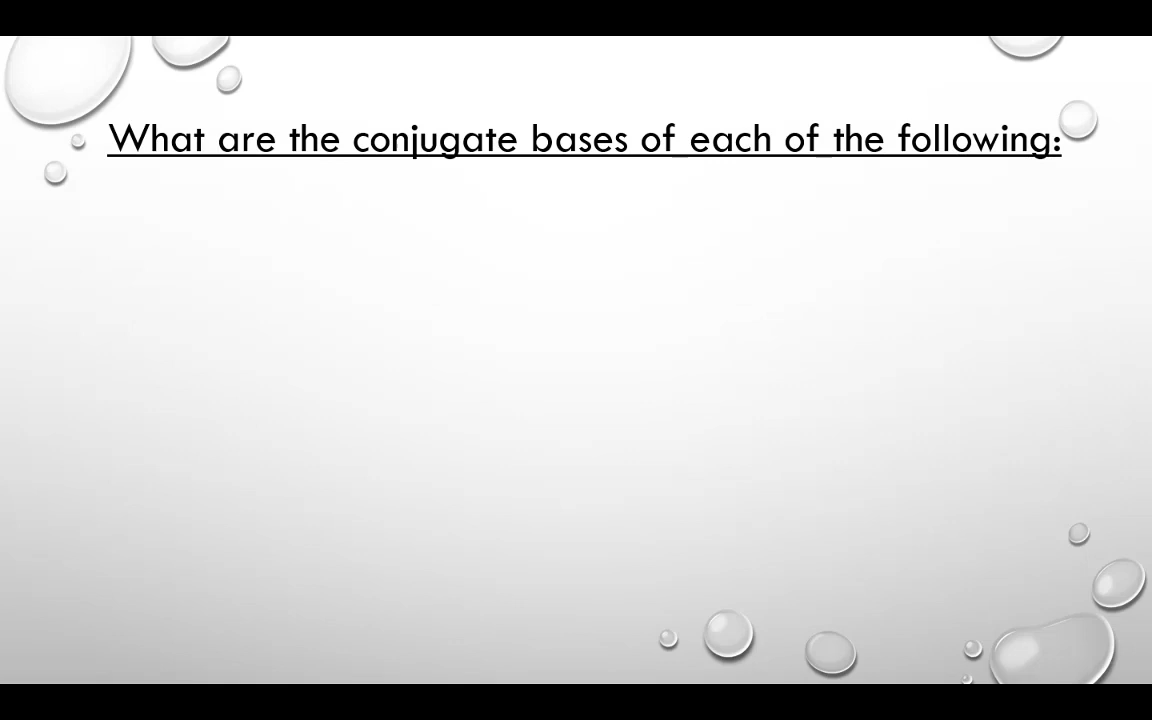 What are the conjugate bases of each of the following: